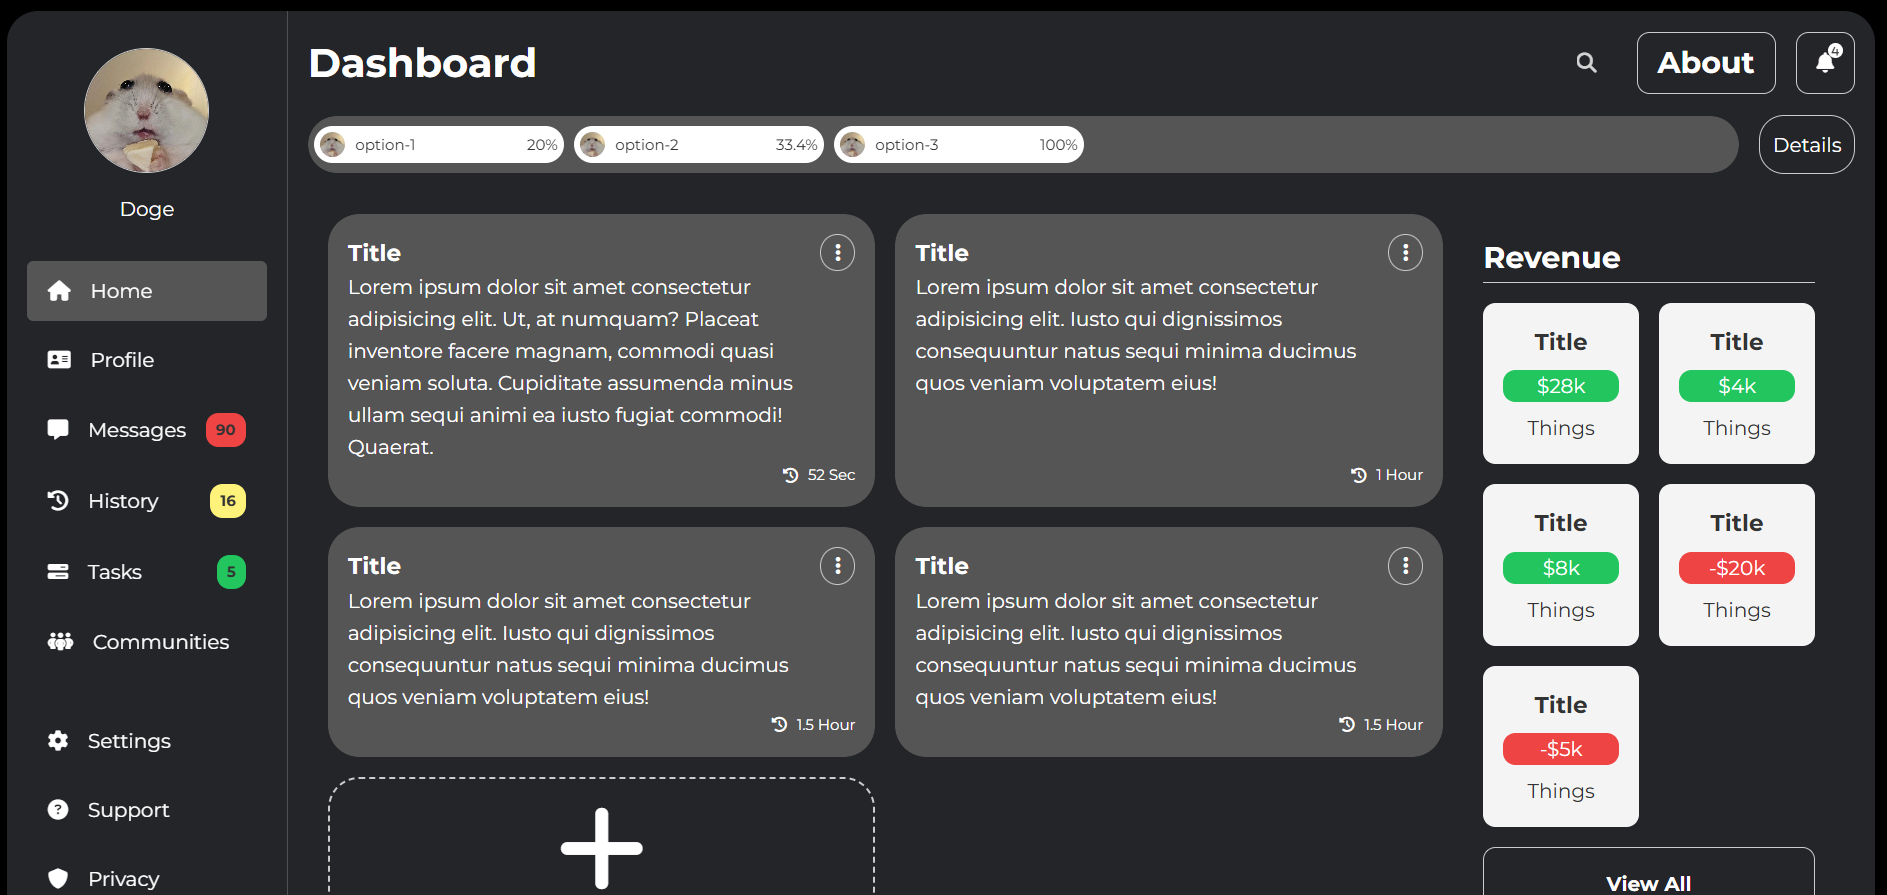 Doge
Home
Profile
Messages 90
History 16
Tasks 5
Communities
Settings
Support
Privacy
Dashboard
About
4
option-1 20%
option-2 33.4%
option-3 100%
Details
Title
Lorem ipsum dolor sit amet consectetur
adipisicing elit. Ut, at numquam? Placeat
inventore facere magnam, commodi quasi
veniam soluta. Cupiditate assumenda minus
ullam sequi animi ea iusto fugiat commodi!
Quaerat.
52 Sec
Title
Lorem ipsum dolor sit amet consectetur
adipisicing elit. Iusto qui dignissimos
consequuntur natus sequi minima ducimus
quos veniam voluptatem eius!
1 Hour
Title
Lorem ipsum dolor sit amet consectetur
adipisicing elit. Iusto qui dignissimos
consequuntur natus sequi minima ducimus
quos veniam voluptatem eius!
1.5 Hour
Title
Lorem ipsum dolor sit amet consectetur
adipisicing elit. Iusto qui dignissimos
consequuntur natus sequi minima ducimus
quos veniam voluptatem eius!
1.5 Hour
Revenue
Title
$28k
Things
Title
$4k
Things
Title
$8k
Things
Title
-$20k
Things
Title
-$5k
Things
View All